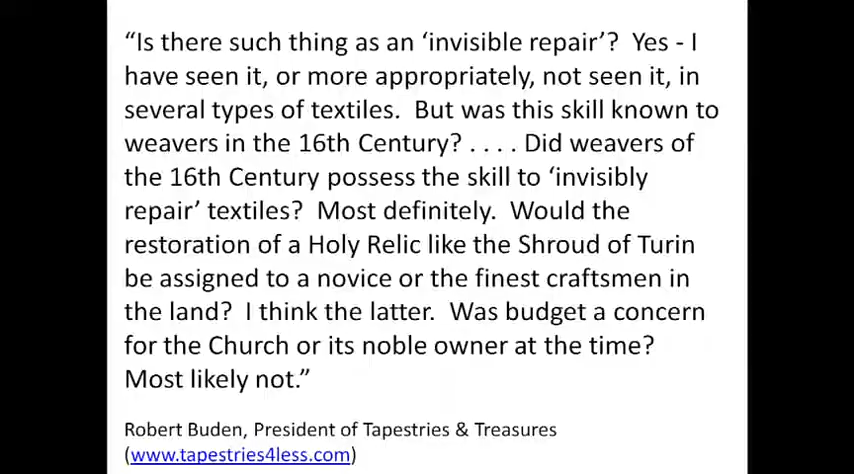 “Is there such thing as an ‘invisible repair’?  Yes - I
have seen it, or more appropriately, not seen it, in
several types of textiles.  But was this skill known to
weavers in the 16th Century? . . . . Did weavers of
the 16th Century possess the skill to ‘invisibly
repair’ textiles?  Most definitely.  Would the
restoration of a Holy Relic like the Shroud of Turin
be assigned to a novice or the finest craftsmen in
the land?  I think the latter.  Was budget a concern
for the Church or its noble owner at the time?
Most likely not.”
Robert Buden, President of Tapestries & Treasures
(www.tapestries4less.com)